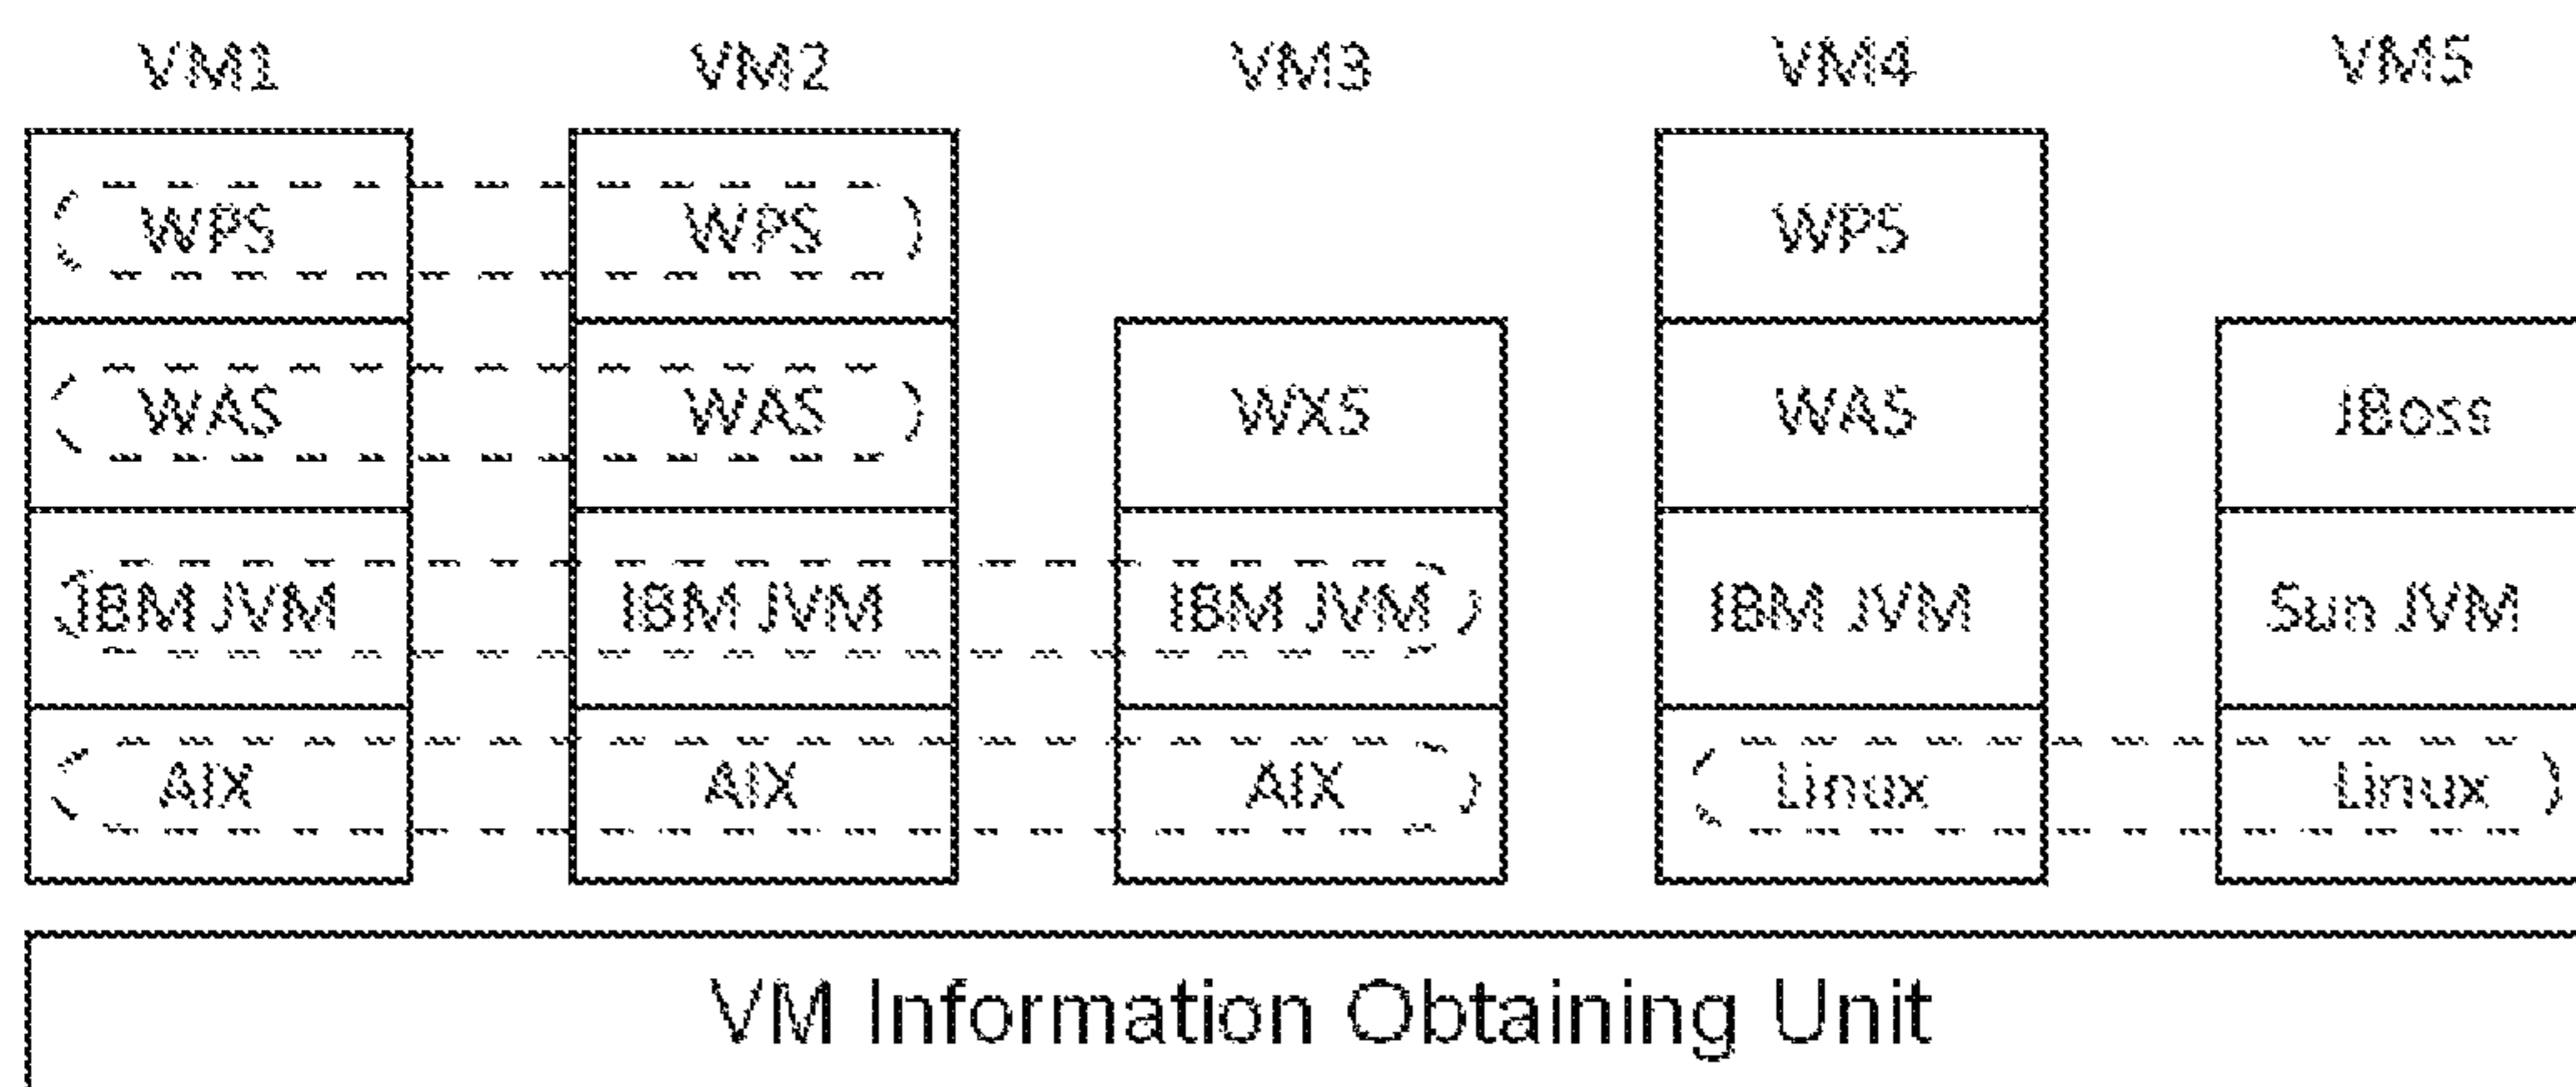 VM1 VM2 VM3 VM4 VM5
WPS WPS WPS
WAS WAS WXS WAS JBoss
IBM JVM IBM JVM IBM JVM IBM JVM Sun JVM
AIX AIX AIX Linux Linux
VM Information Obtaining Unit